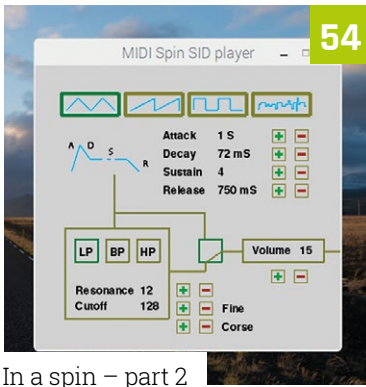 54
MIDI Spin SID player
A D S R
Attack 1 S
Decay 72 mS
Sustain 4
Release 750 mS
LP BP HP
Volume 15
Resonance 12
Cutoff 128
Fine
Corse
In a spin – part 2